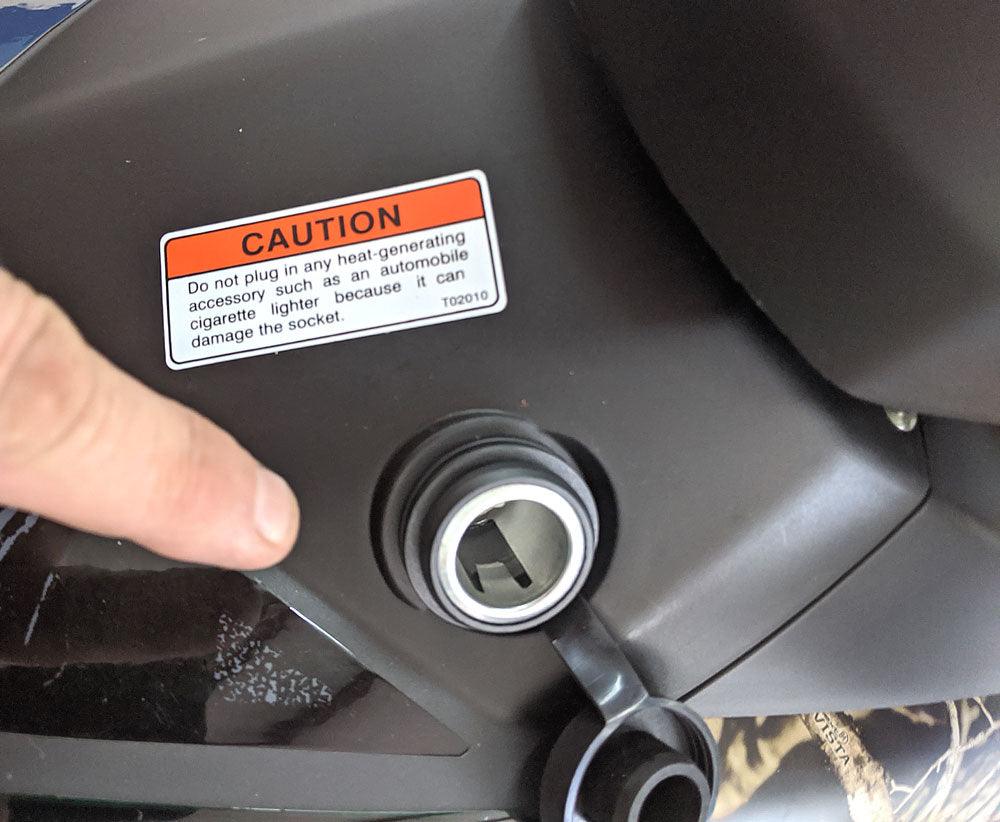 CAUTION
Do not plug in any heat-generating
accessory such as an automobile
cigarette lighter because it can
damage the socket.
T02010
VISTA